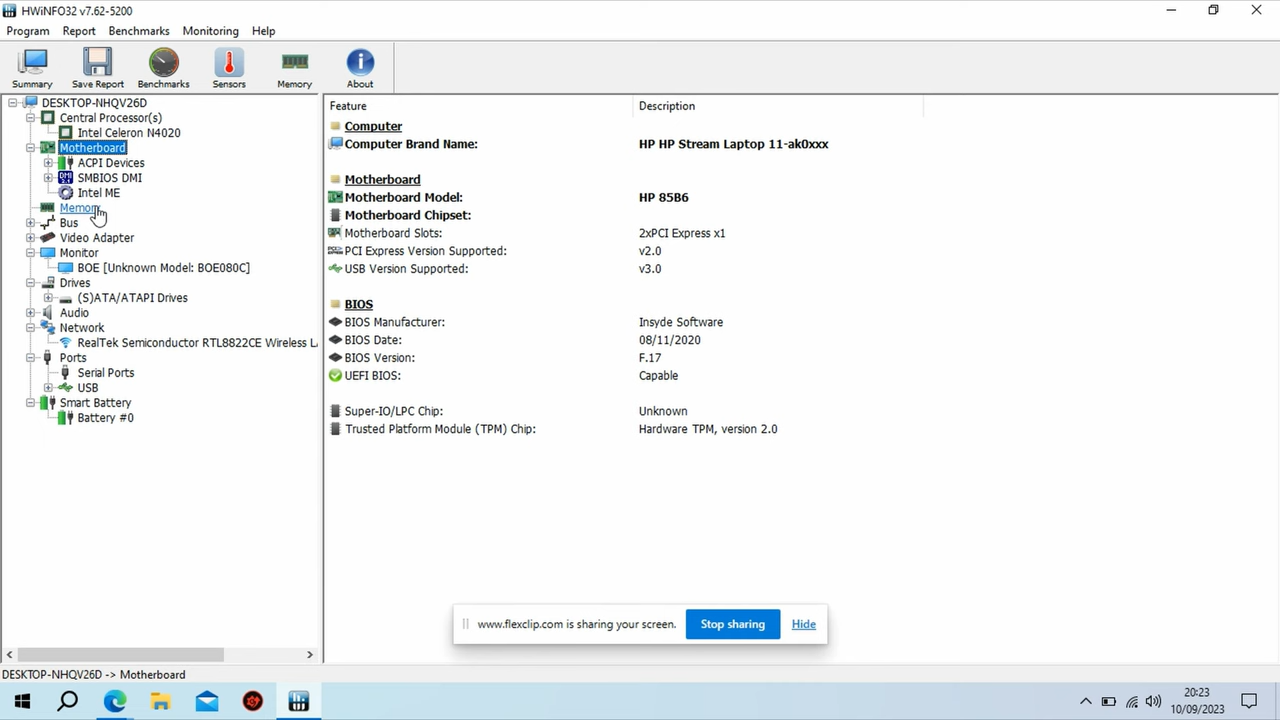 HWiNFO32 v7.62-5200
Program Report Benchmarks Monitoring Help
Summary Save Report Benchmarks Sensors Memory About
DESKTOP-NHQV26D
Central Processor(s)
Intel Celeron N4020
Motherboard
ACPI Devices
SMBIOS DMI
Intel ME
Memory
Bus
Video Adapter
Monitor
BOE [Unknown Model: BOE080C]
Drives
(S)ATA/ATAPI Drives
Audio
Network
RealTek Semiconductor RTL8822CE Wireless LA
Ports
Serial Ports
USB
Smart Battery
Battery #0
Feature Description
Computer
Computer Brand Name: HP HP Stream Laptop 11-ak0xxx
Motherboard
Motherboard Model: HP 85B6
Motherboard Chipset:
Motherboard Slots: 2xPCI Express x1
PCI Express Version Supported: v2.0
USB Version Supported: v3.0
BIOS
BIOS Manufacturer: Insyde Software
BIOS Date: 08/11/2020
BIOS Version: F.17
UEFI BIOS: Capable
Super-IO/LPC Chip: Unknown
Trusted Platform Module (TPM) Chip: Hardware TPM, version 2.0
www.flexclip.com is sharing your screen. Stop sharing Hide
DESKTOP-NHQV26D -> Motherboard
20:23
10/09/2023